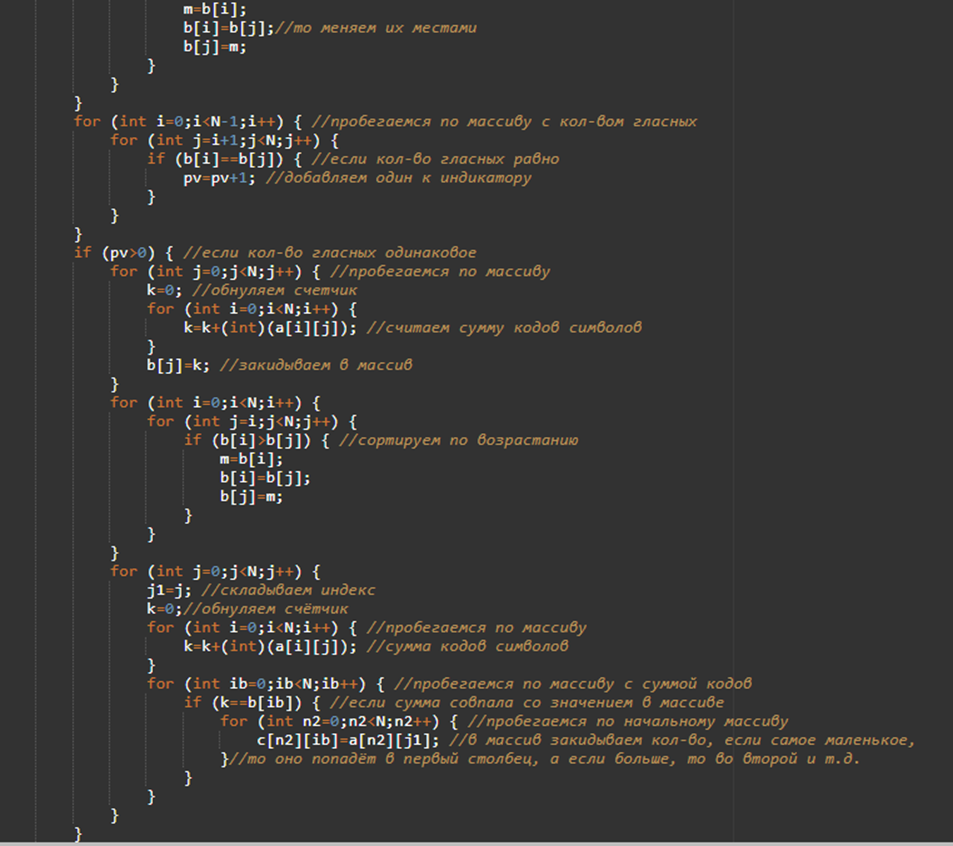 m=b[i];
b[i]=b[j];//то меняем их местами
b[j]=m;
}
}
}
for (int i=0;i<N-1;i++) { //пробегаемся по массиву с кол-вом гласных
for (int j=i+1;j<N;j++) {
if (b[i]==b[j]) { //если кол-во гласных равно
pv=pv+1; //добавляем один к индикатору
}
}
}
if (pv>0) { //если кол-во гласных одинаковое
for (int j=0;j<N;j++) { //пробегаемся по массиву
k=0; //обнуляем счетчик
for (int i=0;i<N;i++) {
k=k+(int)(a[i][j]); //считаем сумму кодов символов
}
b[j]=k; //закидываем в массив
}
for (int i=0;i<N;i++) {
for (int j=i;j<N;j++) {
if (b[i]>b[j]) { //сортируем по возрастанию
m=b[i];
b[i]=b[j];
b[j]=m;
}
}
}
for (int j=0;j<N;j++) {
j1=j; //складываем индекс
k=0;//обнуляем счётчик
for (int i=0;i<N;i++) { //пробегаемся по массиву
k=k+(int)(a[i][j]); //сумма кодов символов
}
for (int ib=0;ib<N;ib++) { //пробегаемся по массиву с суммой кодов
if (k==b[ib]) { //если сумма совпала со значением в массиве
for (int n2=0;n2<N;n2++) { //пробегаемся по начальному массиву
c[n2][ib]=a[n2][j1]; //в массив закидываем кол-во, если самое маленькое,
}//то оно попадёт в первый столбец, а если больше, то во второй и т.д.
}
}
}
}